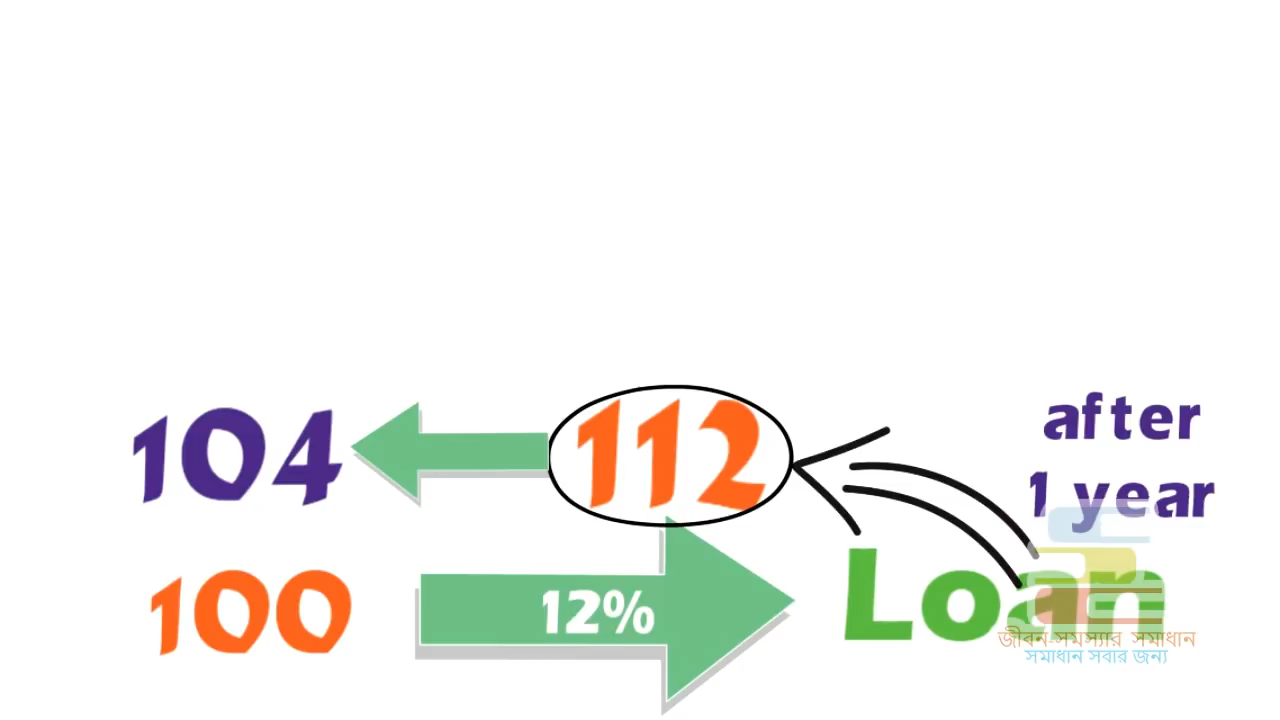 104
112
after
1 year
100
12%
Loan
জীবন-সমস্যার সমাধান
সমাধান সবার জন্য